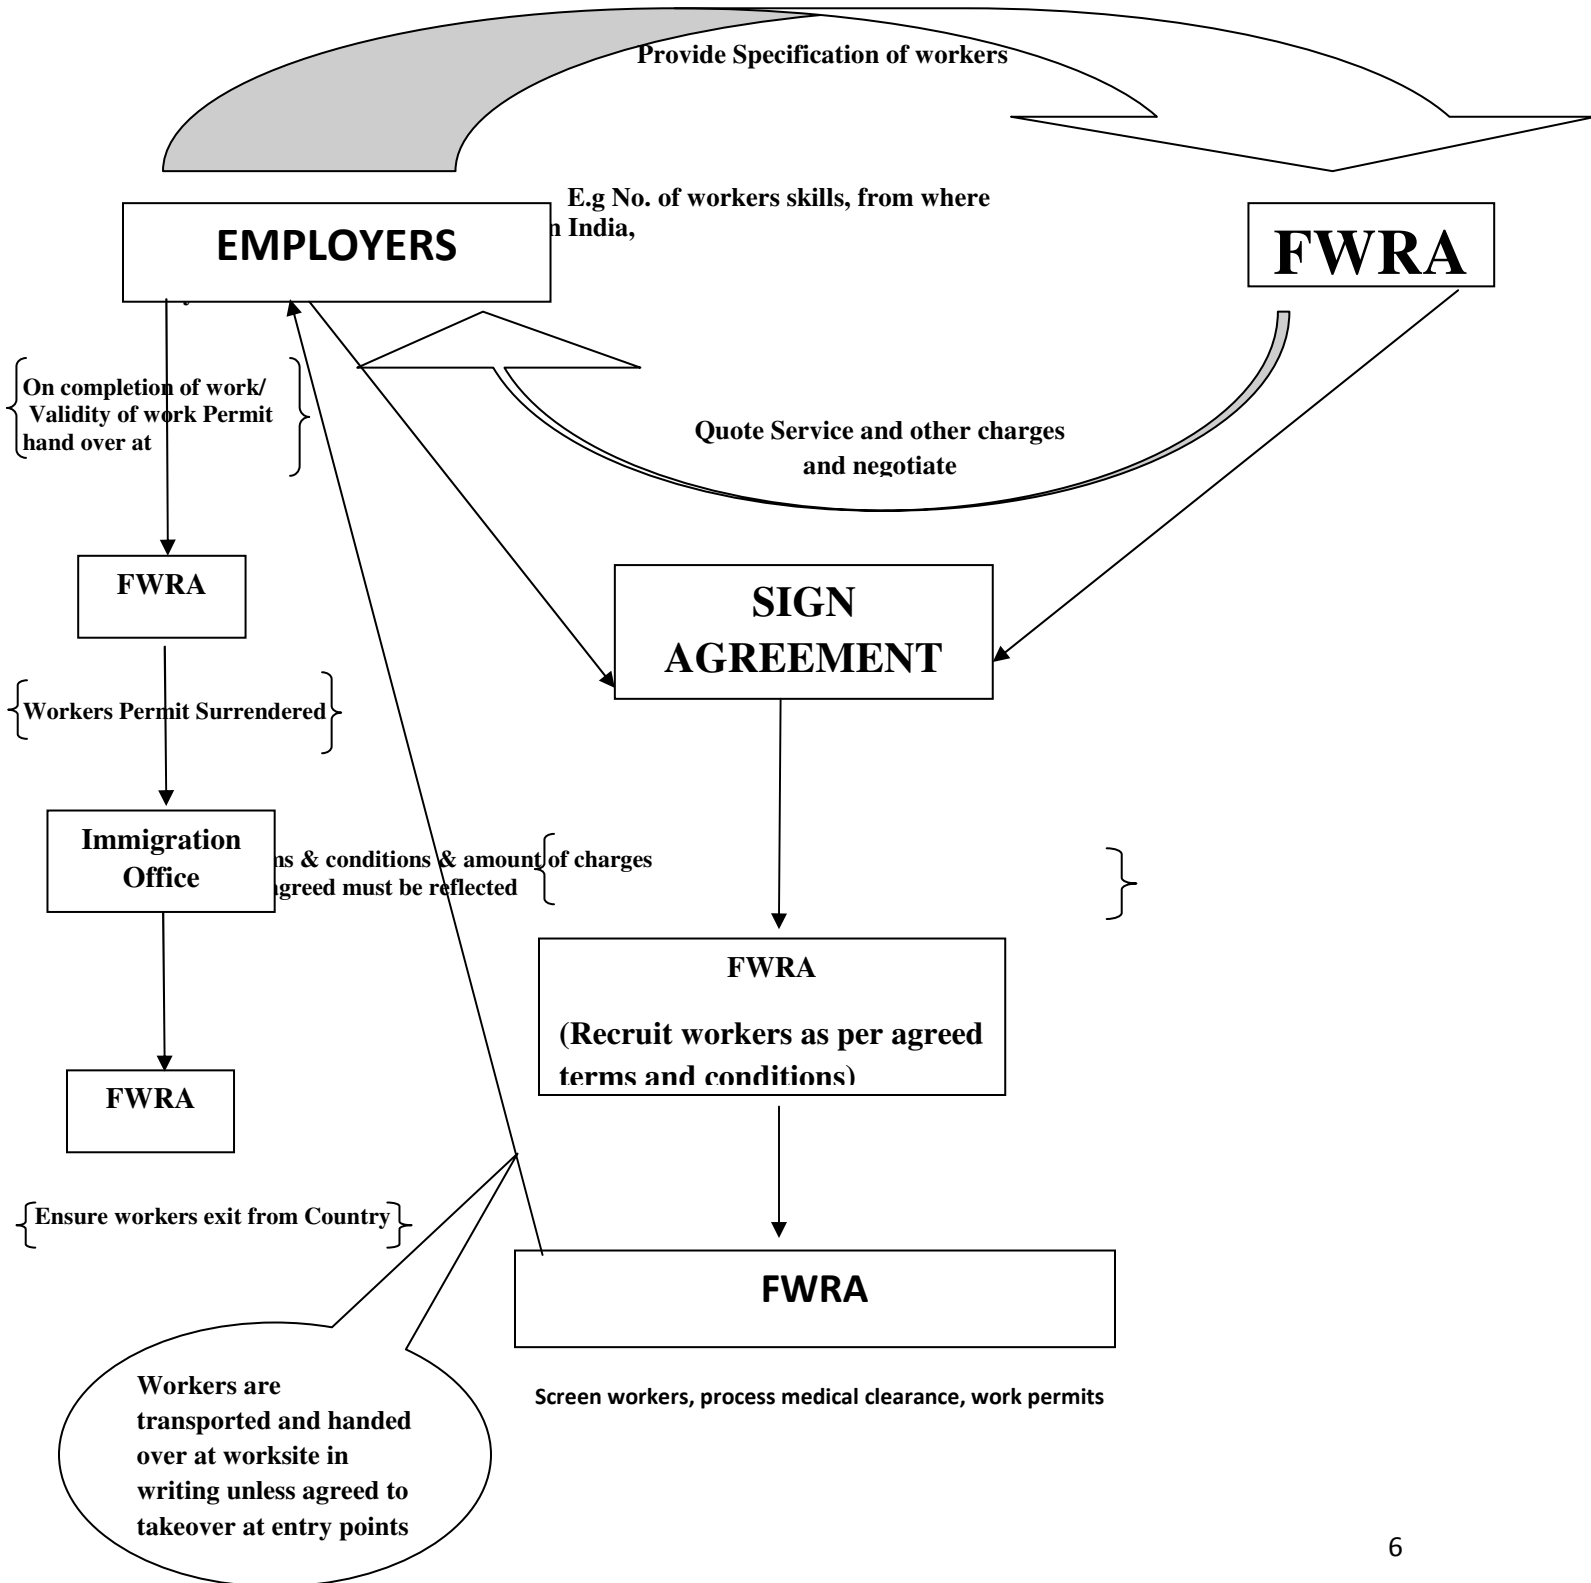 Provide Specification of workers
E.g No. of workers skills, from where
India,
EMPLOYERS
FWRA
On completion of work/
Validity of work Permit
hand over at
Quote Service and other charges
and negotiate
FWRA
SIGN
AGREEMENT
Workers Permit Surrendered
Immigration
Office
& conditions & amount of charges
agreed must be reflected
FWRA
(Recruit workers as per agreed
terms and conditions)
FWRA
Ensure workers exit from Country
FWRA
Workers are
transported and handed
over at worksite in
writing unless agreed to
takeover at entry points
Screen workers, process medical clearance, work permits
6